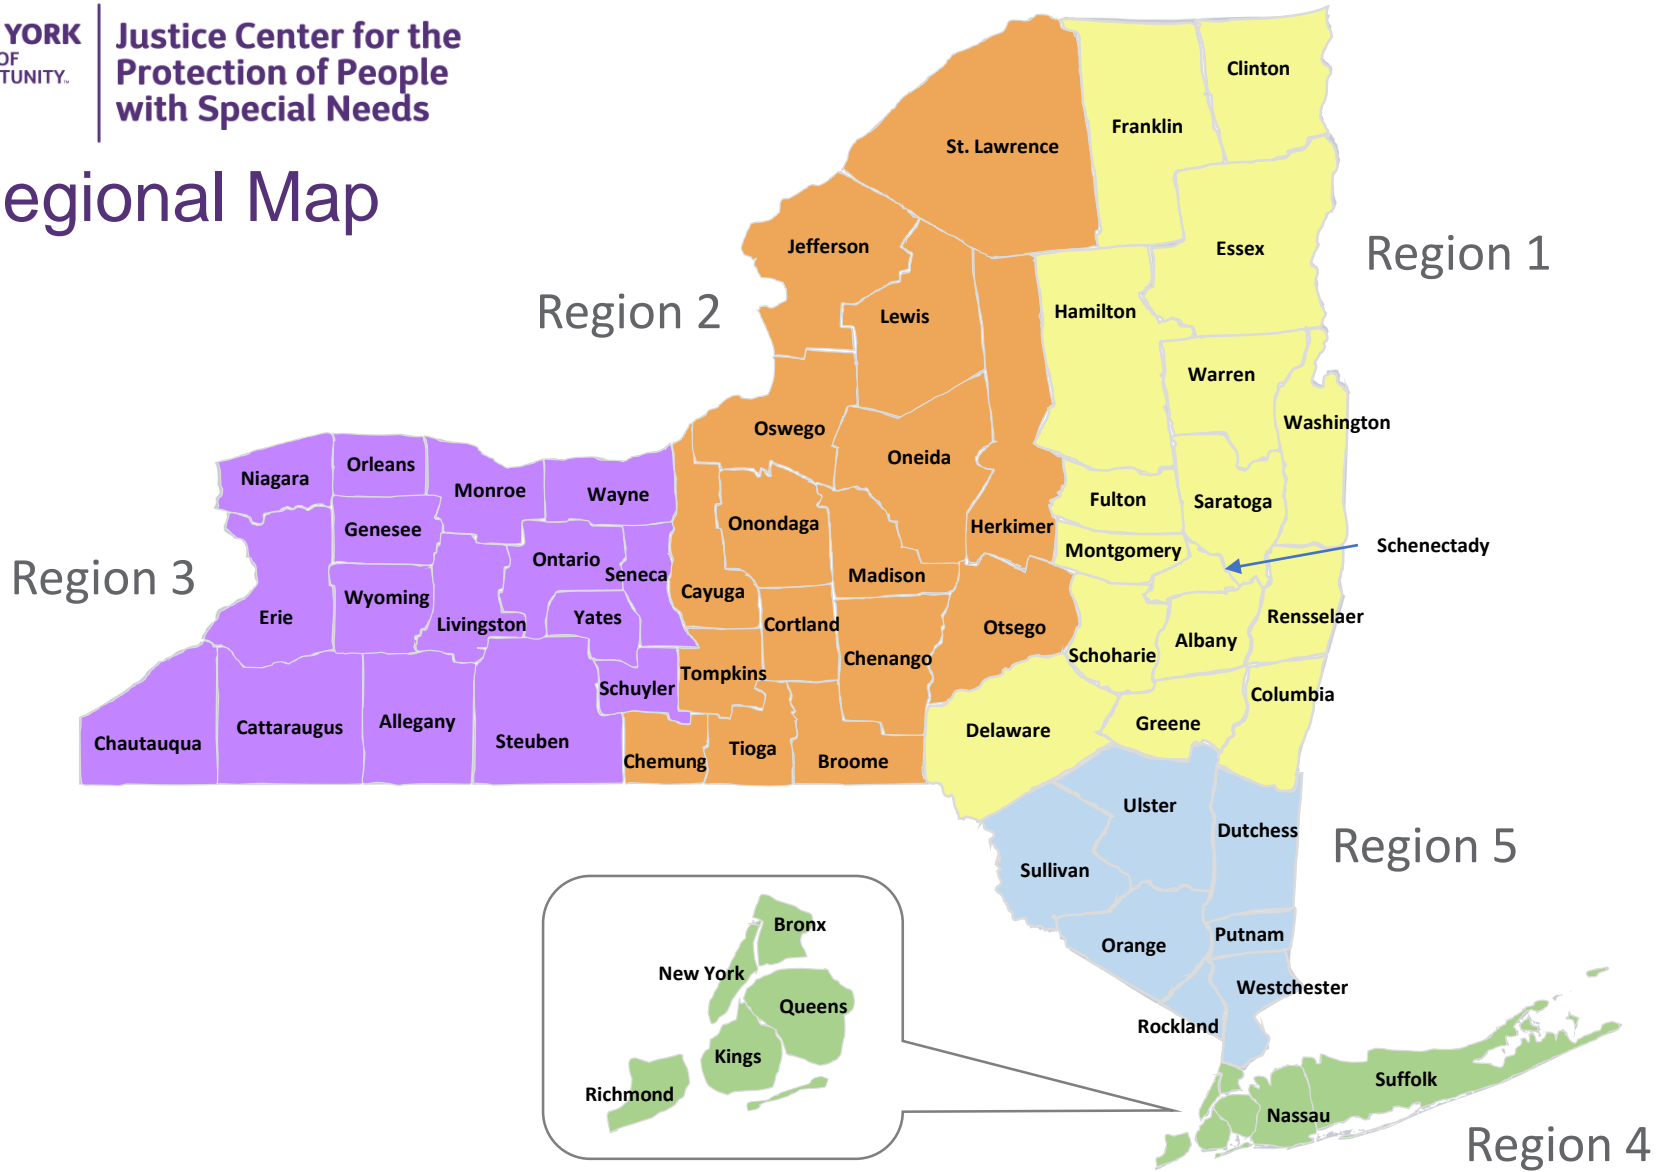 YORK
OF
TUNITY™
Justice Center for the
Protection of People
with Special Needs
egional Map
Clinton
Franklin
St. Lawrence
Essex
Region 1
Jefferson
Region 2
Lewis
Hamilton
Warren
Washington
Oswego
Oneida
Orleans
Niagara
Monroe
Wayne
Fulton
Saratoga
Onondaga
Herkimer
Genesee
Montgomery
Schenectady
Ontario
Seneca
Region 3
Madison
Cayuga
Wyoming
Erie
Livingston
Yates
Cortland
Otsego
Rensselaer
Albany
Schoharie
Chenango
Tompkins
Schuyler
Columbia
Chautauqua
Cattaraugus
Allegany
Steuben
Greene
Delaware
Chemung
Tioga
Broome
Ulster
Dutchess
Region 5
Sullivan
Orange
Putnam
Westchester
Rockland
Bronx
New York
Queens
Kings
Richmond
Suffolk
Nassau
Region 4